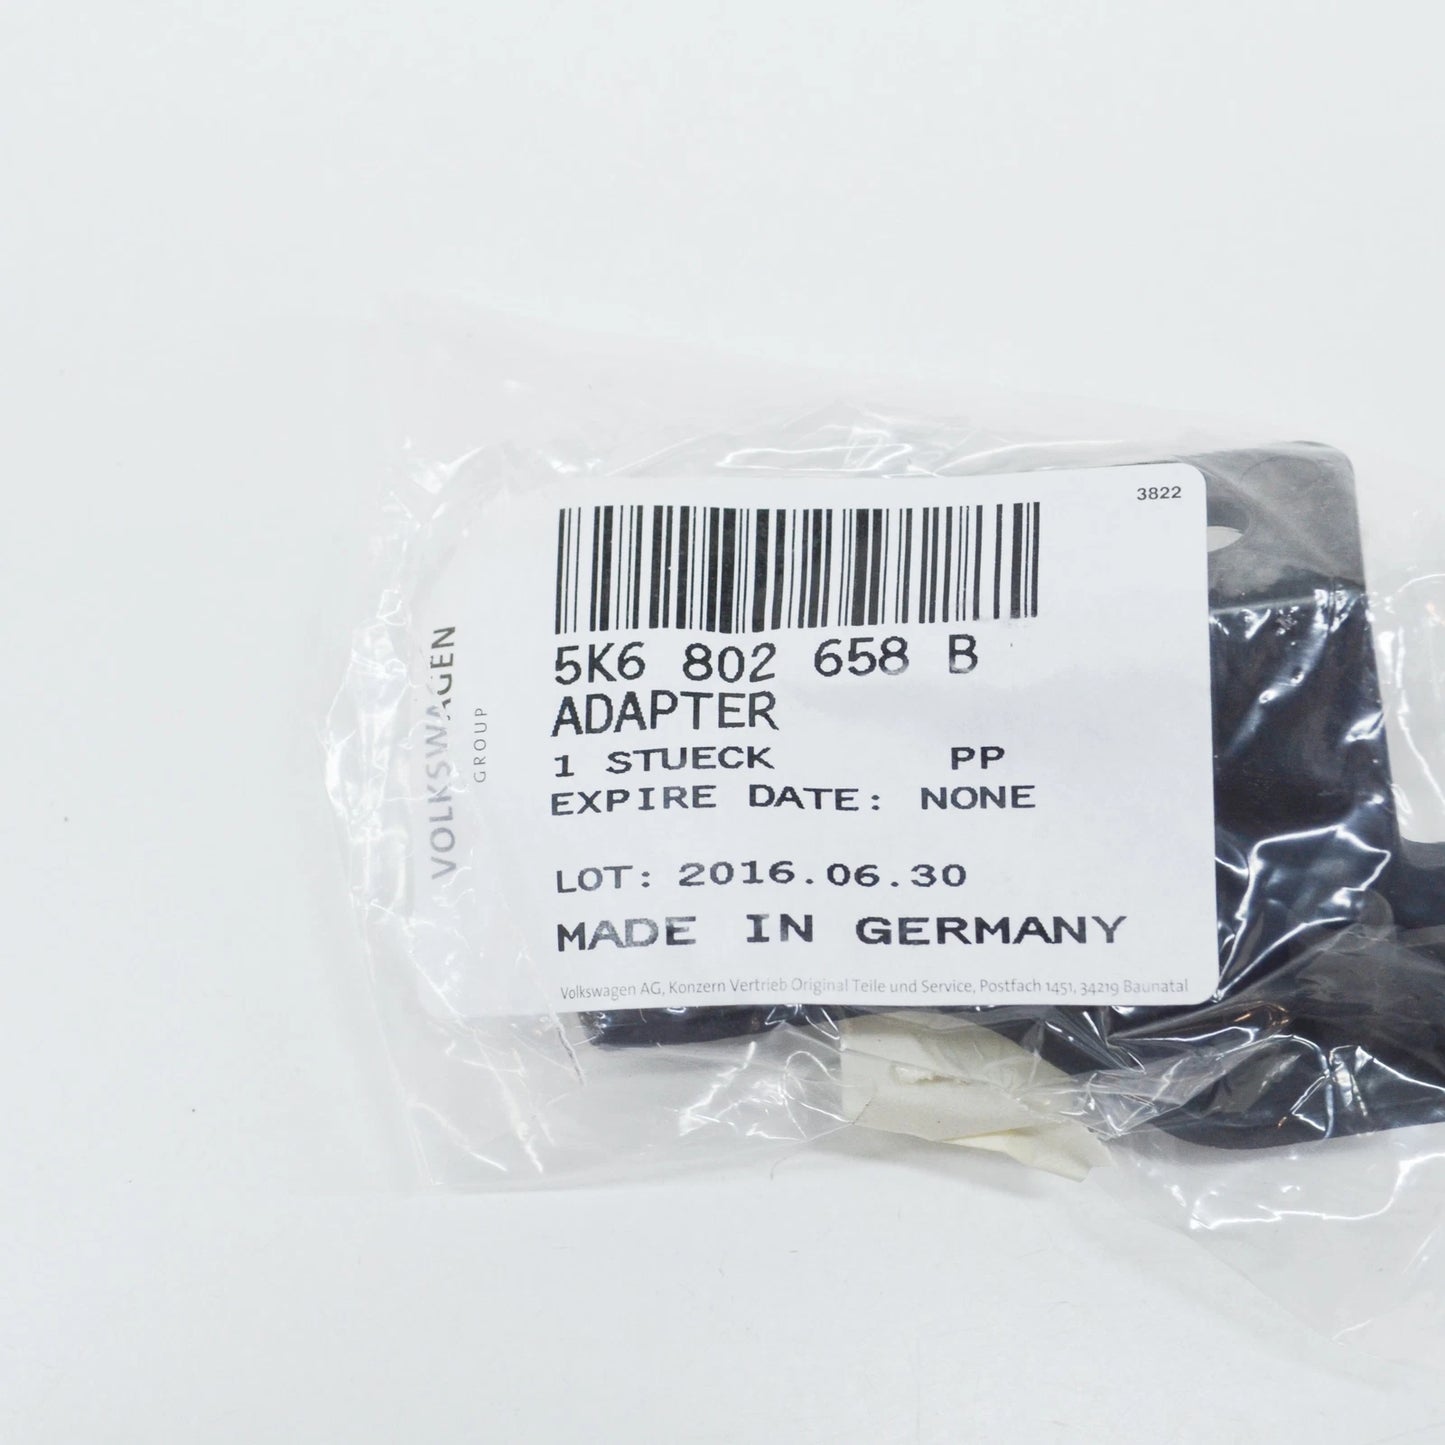 3822
5K6 802 658 B
ADAPTER
1 STUECK PP
EXPIRE DATE: NONE
LOT: 2016.06.30
MADE IN GERMANY
Volkswagen AG, Konzern Vertrieb Original Teile und Service, Postfach 1451, 34219 Baunatal
VOLKSWAGEN
GROUP